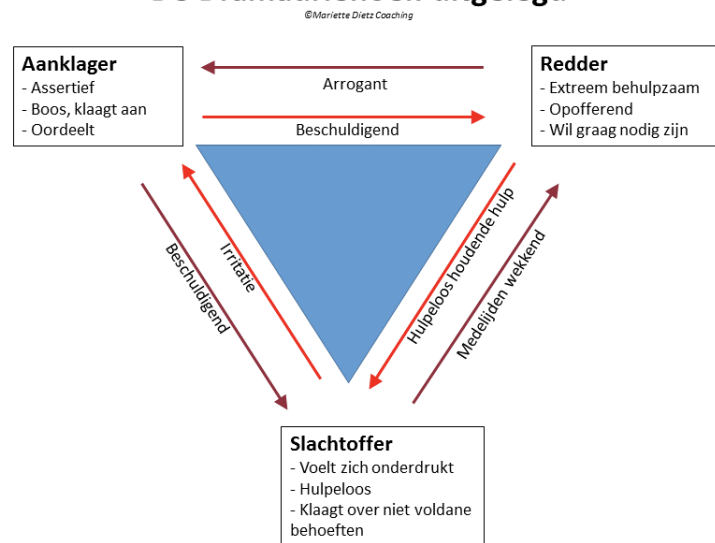 ©Mariette Dietz Coaching
Aanklager
- Assertief
- Boos, klaagt aan
- Oordeelt
Arrogant
Beschuldigend
Redder
- Extreem behulpzaam
- Opofferend
- Wil graag nodig zijn
Beschuldigend
Irritatie
Hulpeloos houdende hulp
Medelijden wekkend
Slachtoffer
- Voelt zich onderdrukt
- Hulpeloos
- Klaagt over niet voldane
behoeften